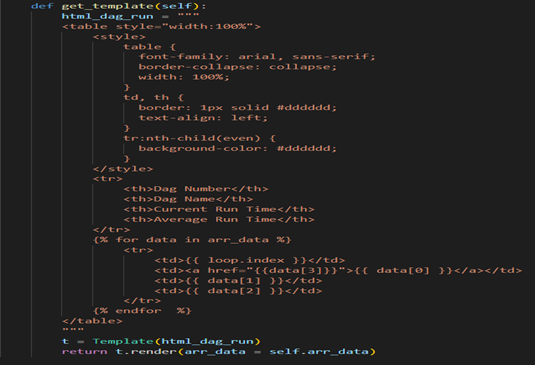 def get_template(self):
    html_dag_run = """
    <table style="width:100%">
        <style>
            table {
              font-family: arial, sans-serif;
              border-collapse: collapse;
              width: 100%;
            }
            td, th {
              border: 1px solid #dddddd;
              text-align: left;
            }
            tr:nth-child(even) {
              background-color: #dddddd;
            }
        </style>
        <tr>
            <th>Dag Number</th>
            <th>Dag Name</th>
            <th>Current Run Time</th>
            <th>Average Run Time</th>
        </tr>
        {% for data in arr_data %}
            <tr>
                <td>{{ loop.index }}</td>
                <td><a href="{{data[3]}}">{{ data[0] }}</a></td>
                <td>{{ data[1] }}</td>
                <td>{{ data[2] }}</td>
            </tr>
        {% endfor  %}
    </table>
    """
    t = Template(html_dag_run)
    return t.render(arr_data = self.arr_data)